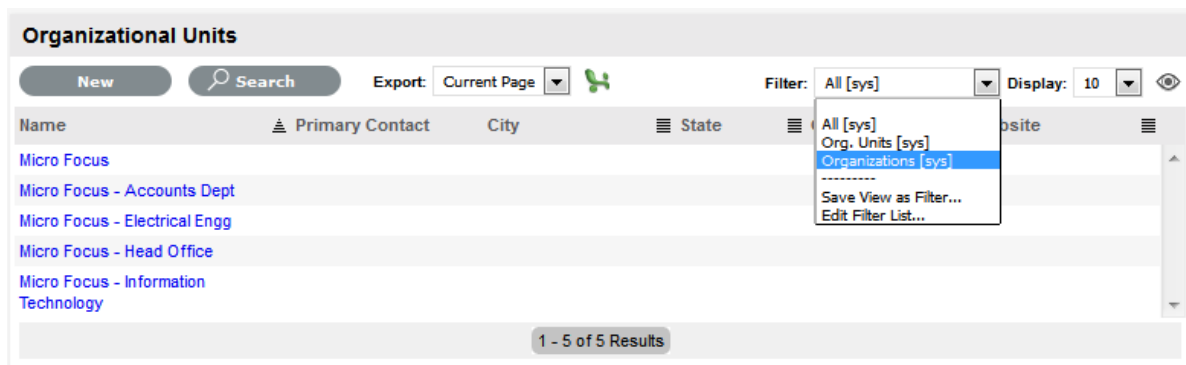 Organizational Units
New Search Export: Current Page Filter: All [sys] Display: 10
Name Primary Contact City State
All [sys]
Org. Units [sys]
Organizations [sys]
---------
Save View as Filter...
Edit Filter List...
Micro Focus
Micro Focus - Accounts Dept
Micro Focus - Electrical Engg
Micro Focus - Head Office
Micro Focus - Information
Technology
1 - 5 of 5 Results